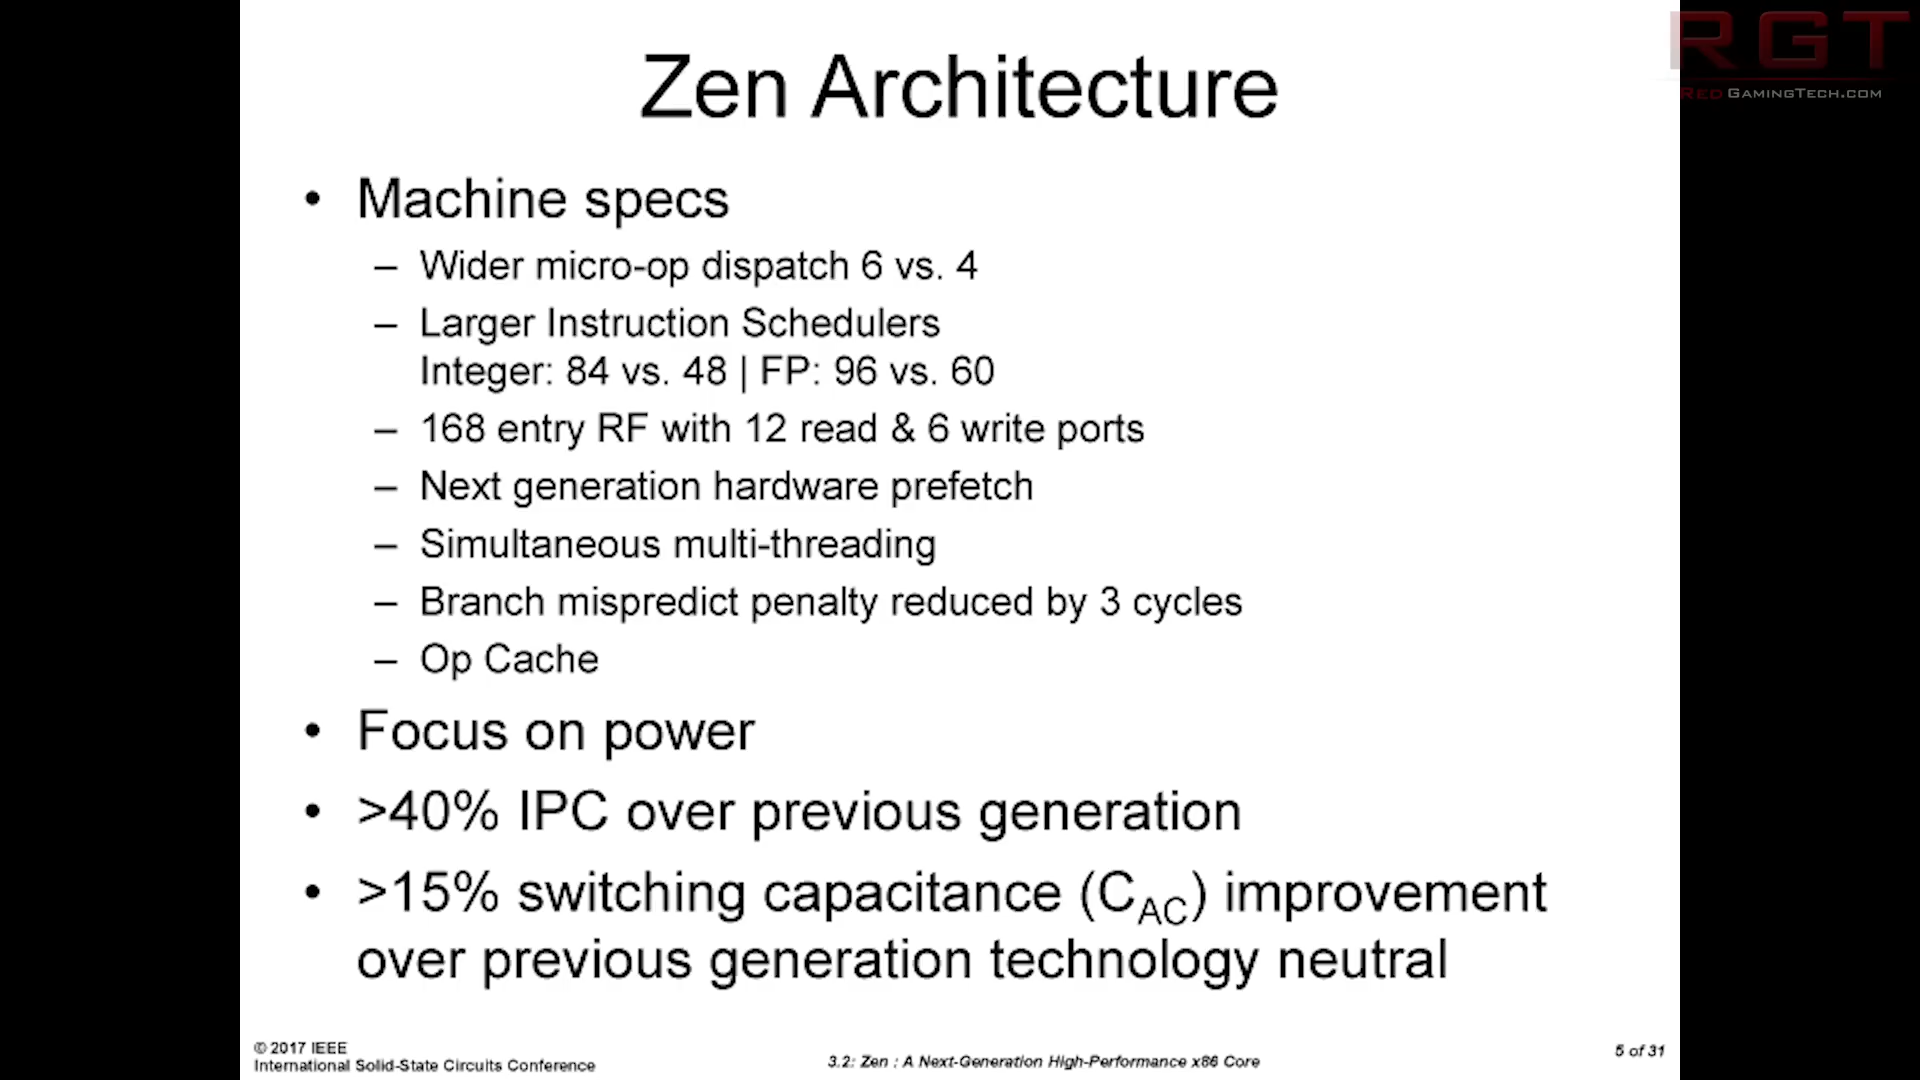 RGT
RedGamingTech.com
Zen Architecture
• Machine specs
– Wider micro-op dispatch 6 vs. 4
– Larger Instruction Schedulers
Integer: 84 vs. 48 | FP: 96 vs. 60
– 168 entry RF with 12 read & 6 write ports
– Next generation hardware prefetch
– Simultaneous multi-threading
– Branch mispredict penalty reduced by 3 cycles
– Op Cache
• Focus on power
• >40% IPC over previous generation
• >15% switching capacitance (CAC) improvement
over previous generation technology neutral
© 2017 IEEE
International Solid-State Circuits Conference
3.2: Zen : A Next-Generation High-Performance x86 Core
5 of 31